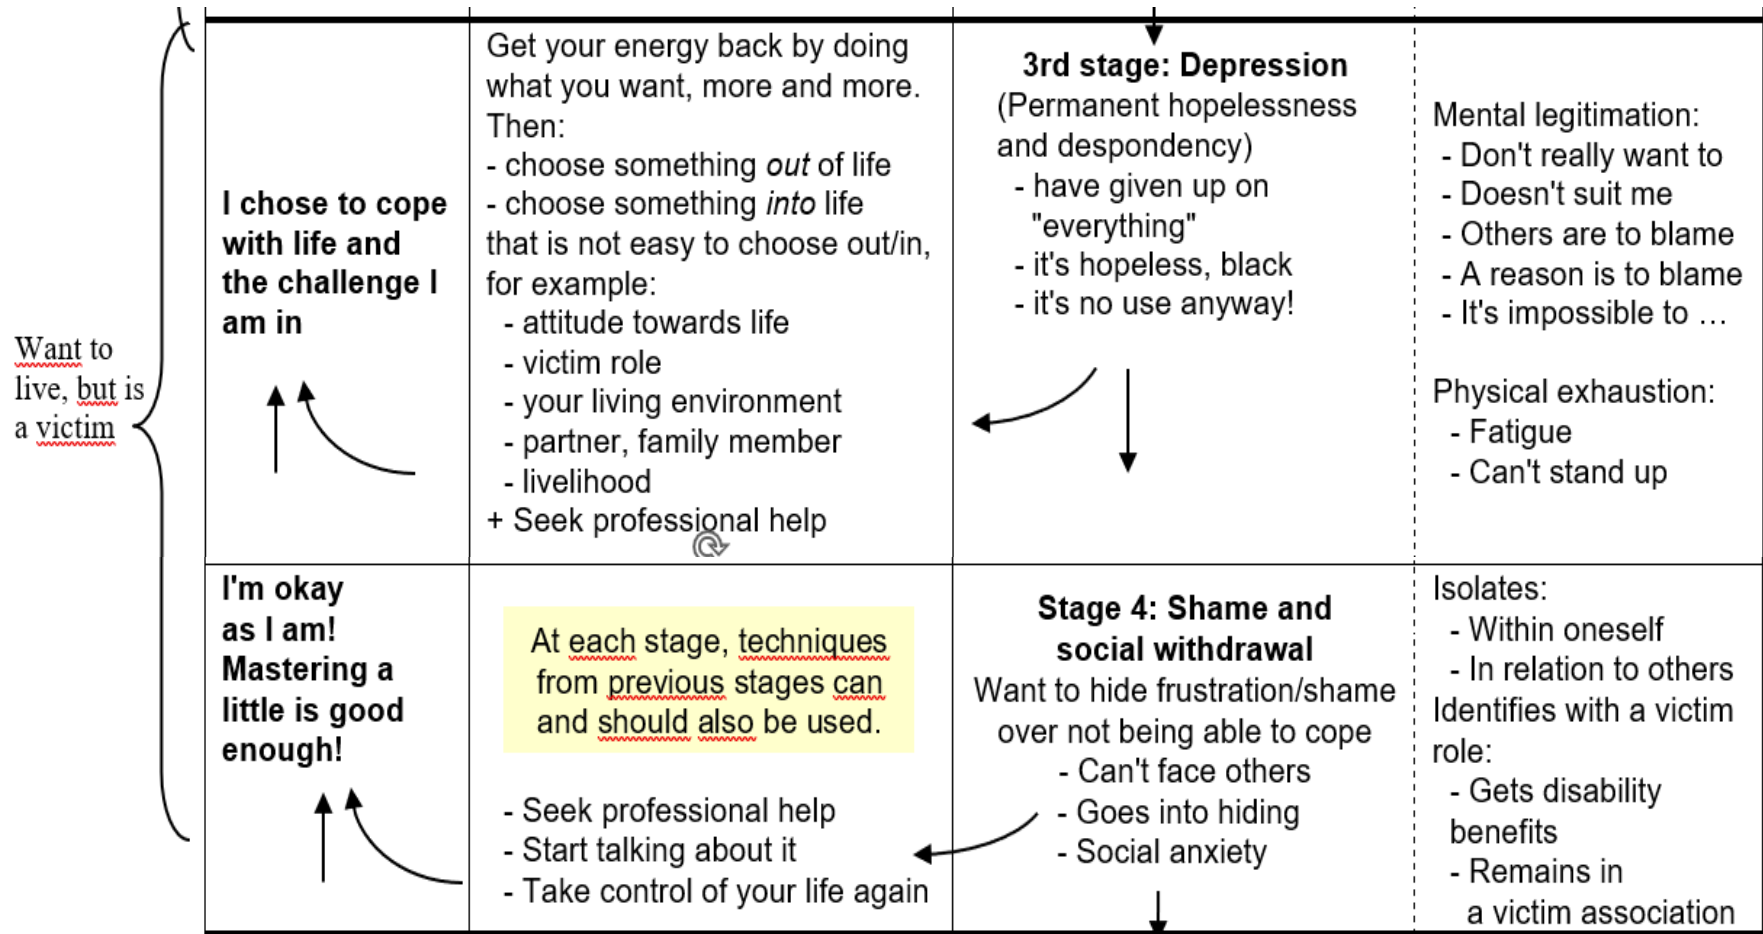 Want to
live, but is
a victim
I chose to cope
with life and
the challenge I
am in
Get your energy back by doing
what you want, more and more.
Then:
- choose something out of life
- choose something into life
that is not easy to choose out/in,
for example:
- attitude towards life
- victim role
- your living environment
- partner, family member
- livelihood
+ Seek professional help
3rd stage: Depression
(Permanent hopelessness
and despondency)
- have given up on
"everything"
- it's hopeless, black
- it's no use anyway!
Mental legitimation:
- Don't really want to
- Doesn't suit me
- Others are to blame
- A reason is to blame
- It's impossible to …
Physical exhaustion:
- Fatigue
- Can't stand up
I'm okay
as I am!
Mastering a
little is good
enough!
At each stage, techniques
from previous stages can
and should also be used.
- Seek professional help
- Start talking about it
- Take control of your life again
Stage 4: Shame and
social withdrawal
Want to hide frustration/shame
over not being able to cope
- Can't face others
- Goes into hiding
- Social anxiety
Isolates:
- Within oneself
- In relation to others
Identifies with a victim
role:
- Gets disability
benefits
- Remains in
a victim association